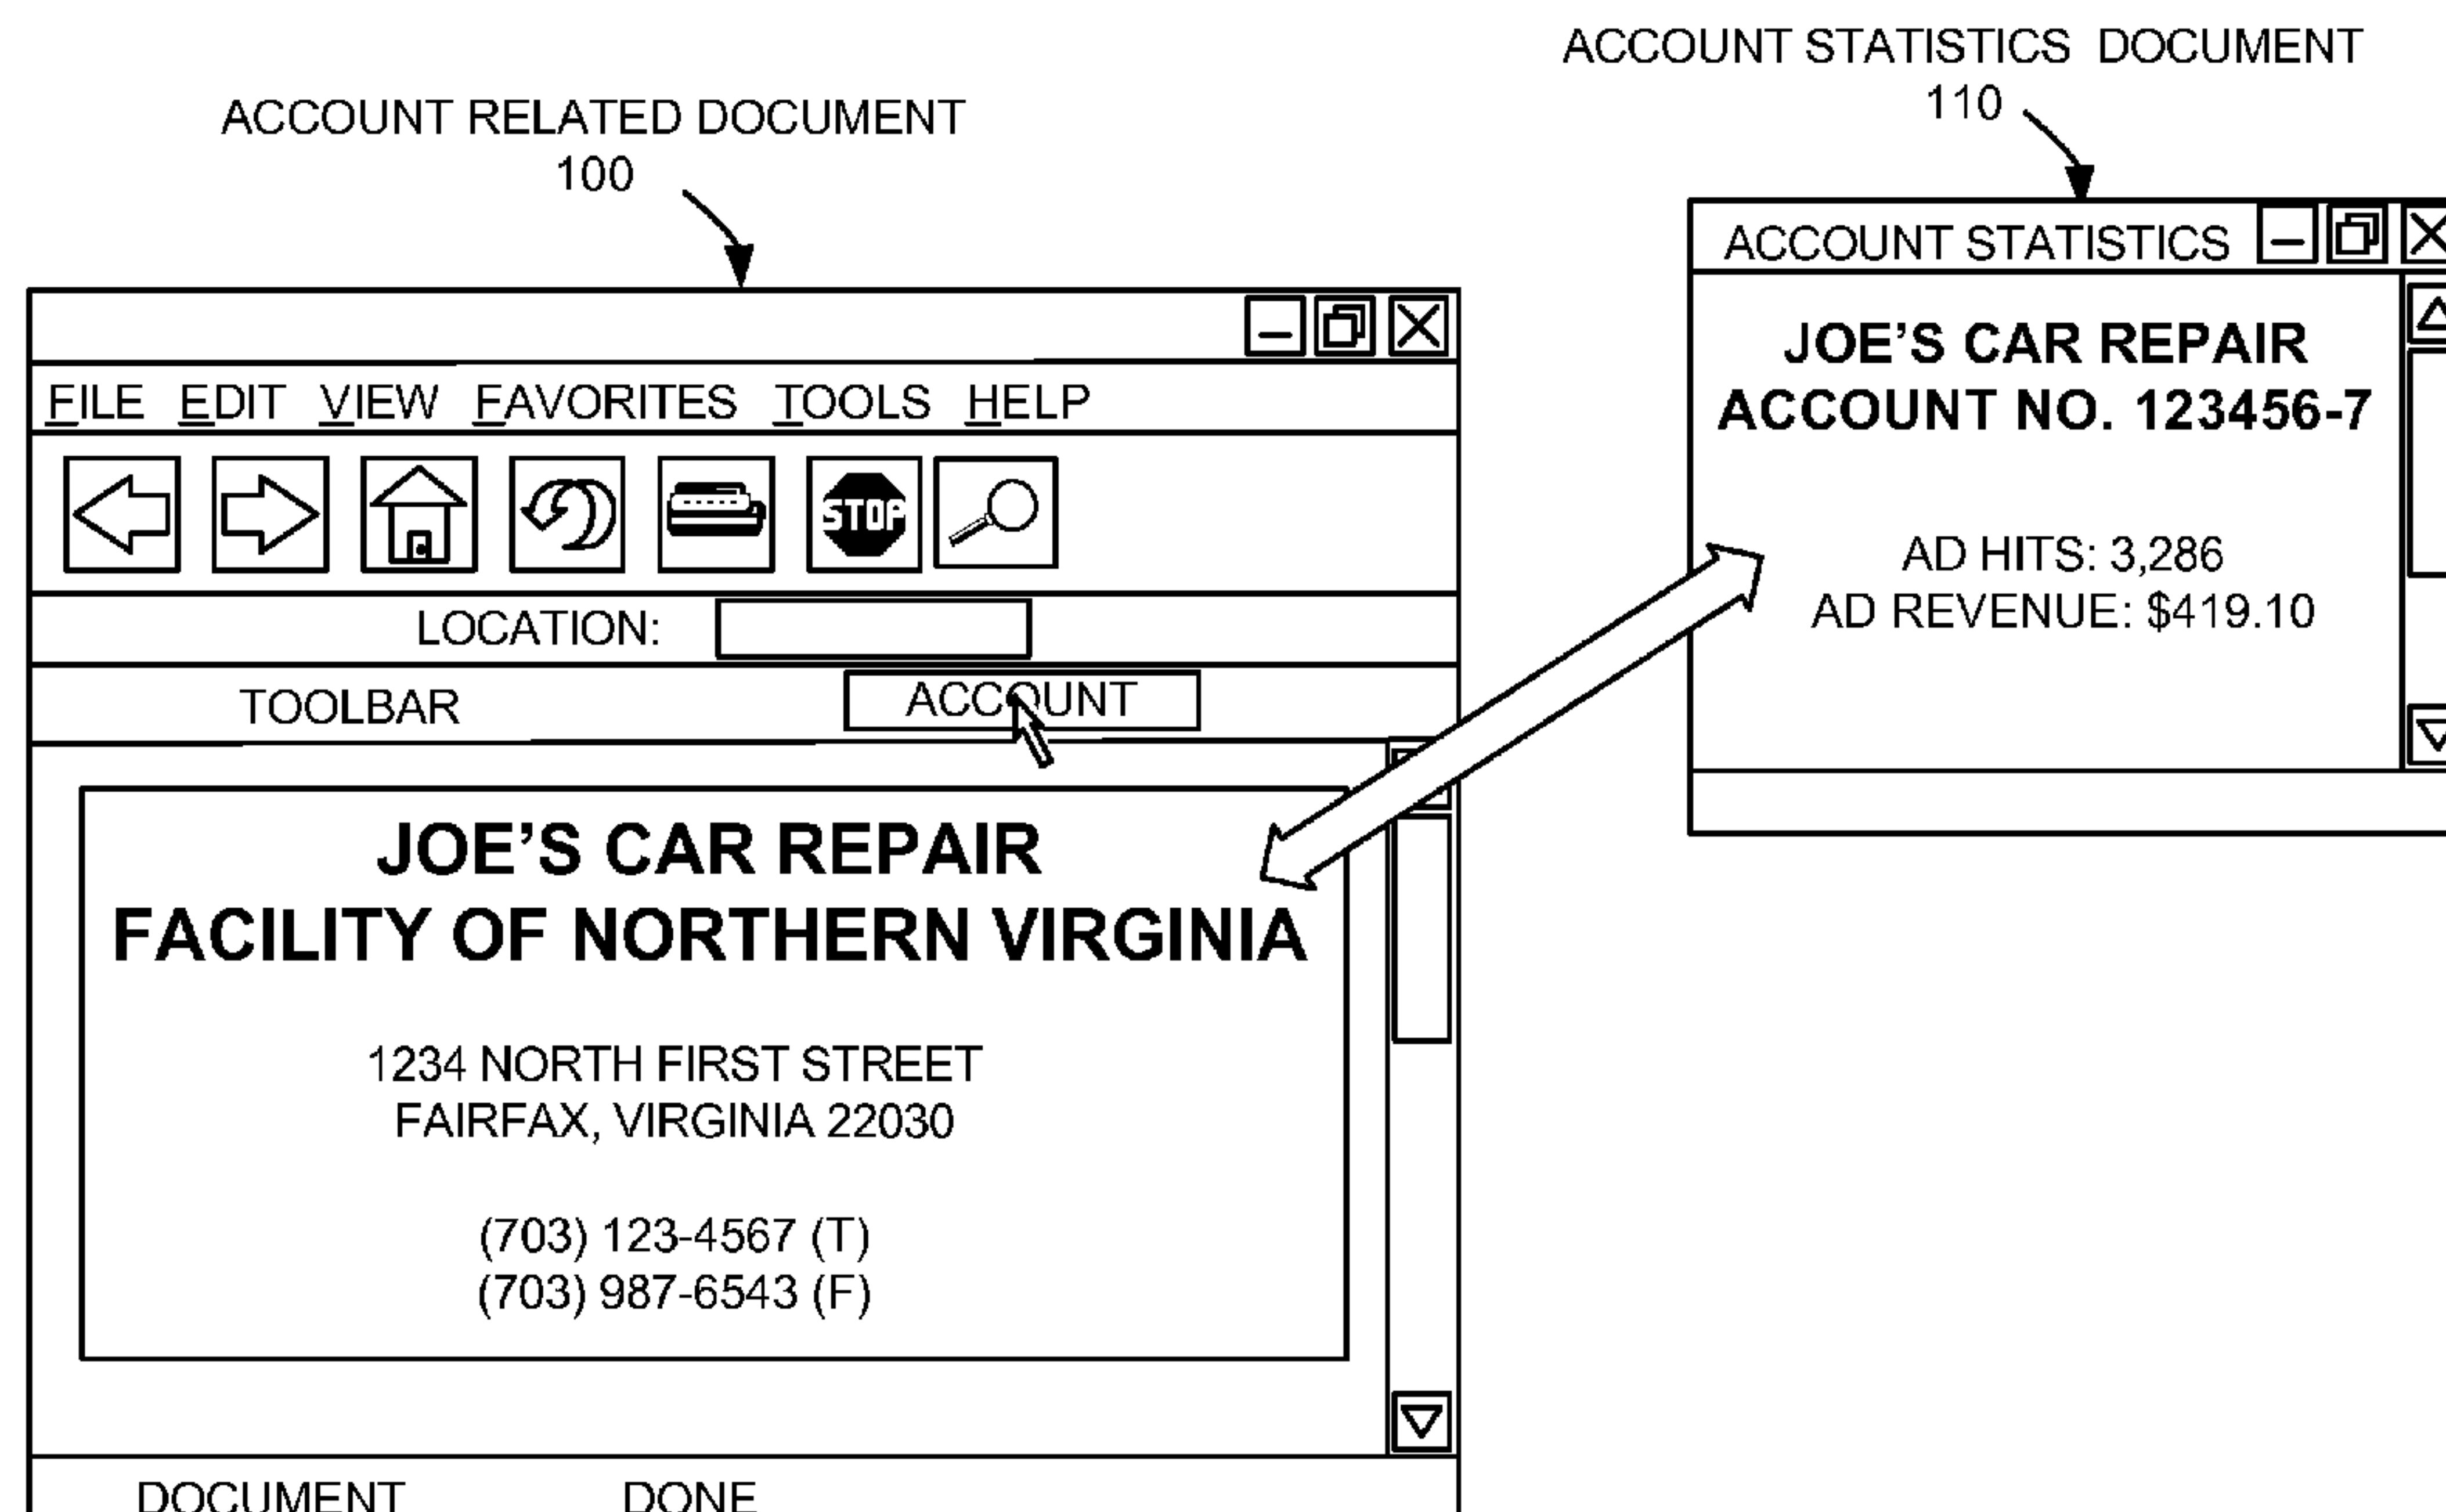 ACCOUNT STATISTICS DOCUMENT
110
ACCOUNT RELATED DOCUMENT
100
ACCOUNT STATISTICS
JOE'S CAR REPAIR
ACCOUNT NO. 123456-7
AD HITS: 3,286
AD REVENUE: $419.10
FILE EDIT VIEW FAVORITES TOOLS HELP
STOP
LOCATION:
TOOLBAR ACCOUNT
JOE'S CAR REPAIR
FACILITY OF NORTHERN VIRGINIA
1234 NORTH FIRST STREET
FAIRFAX, VIRGINIA 22030
(703) 123-4567 (T)
(703) 987-6543 (F)
DOCUMENT DONE